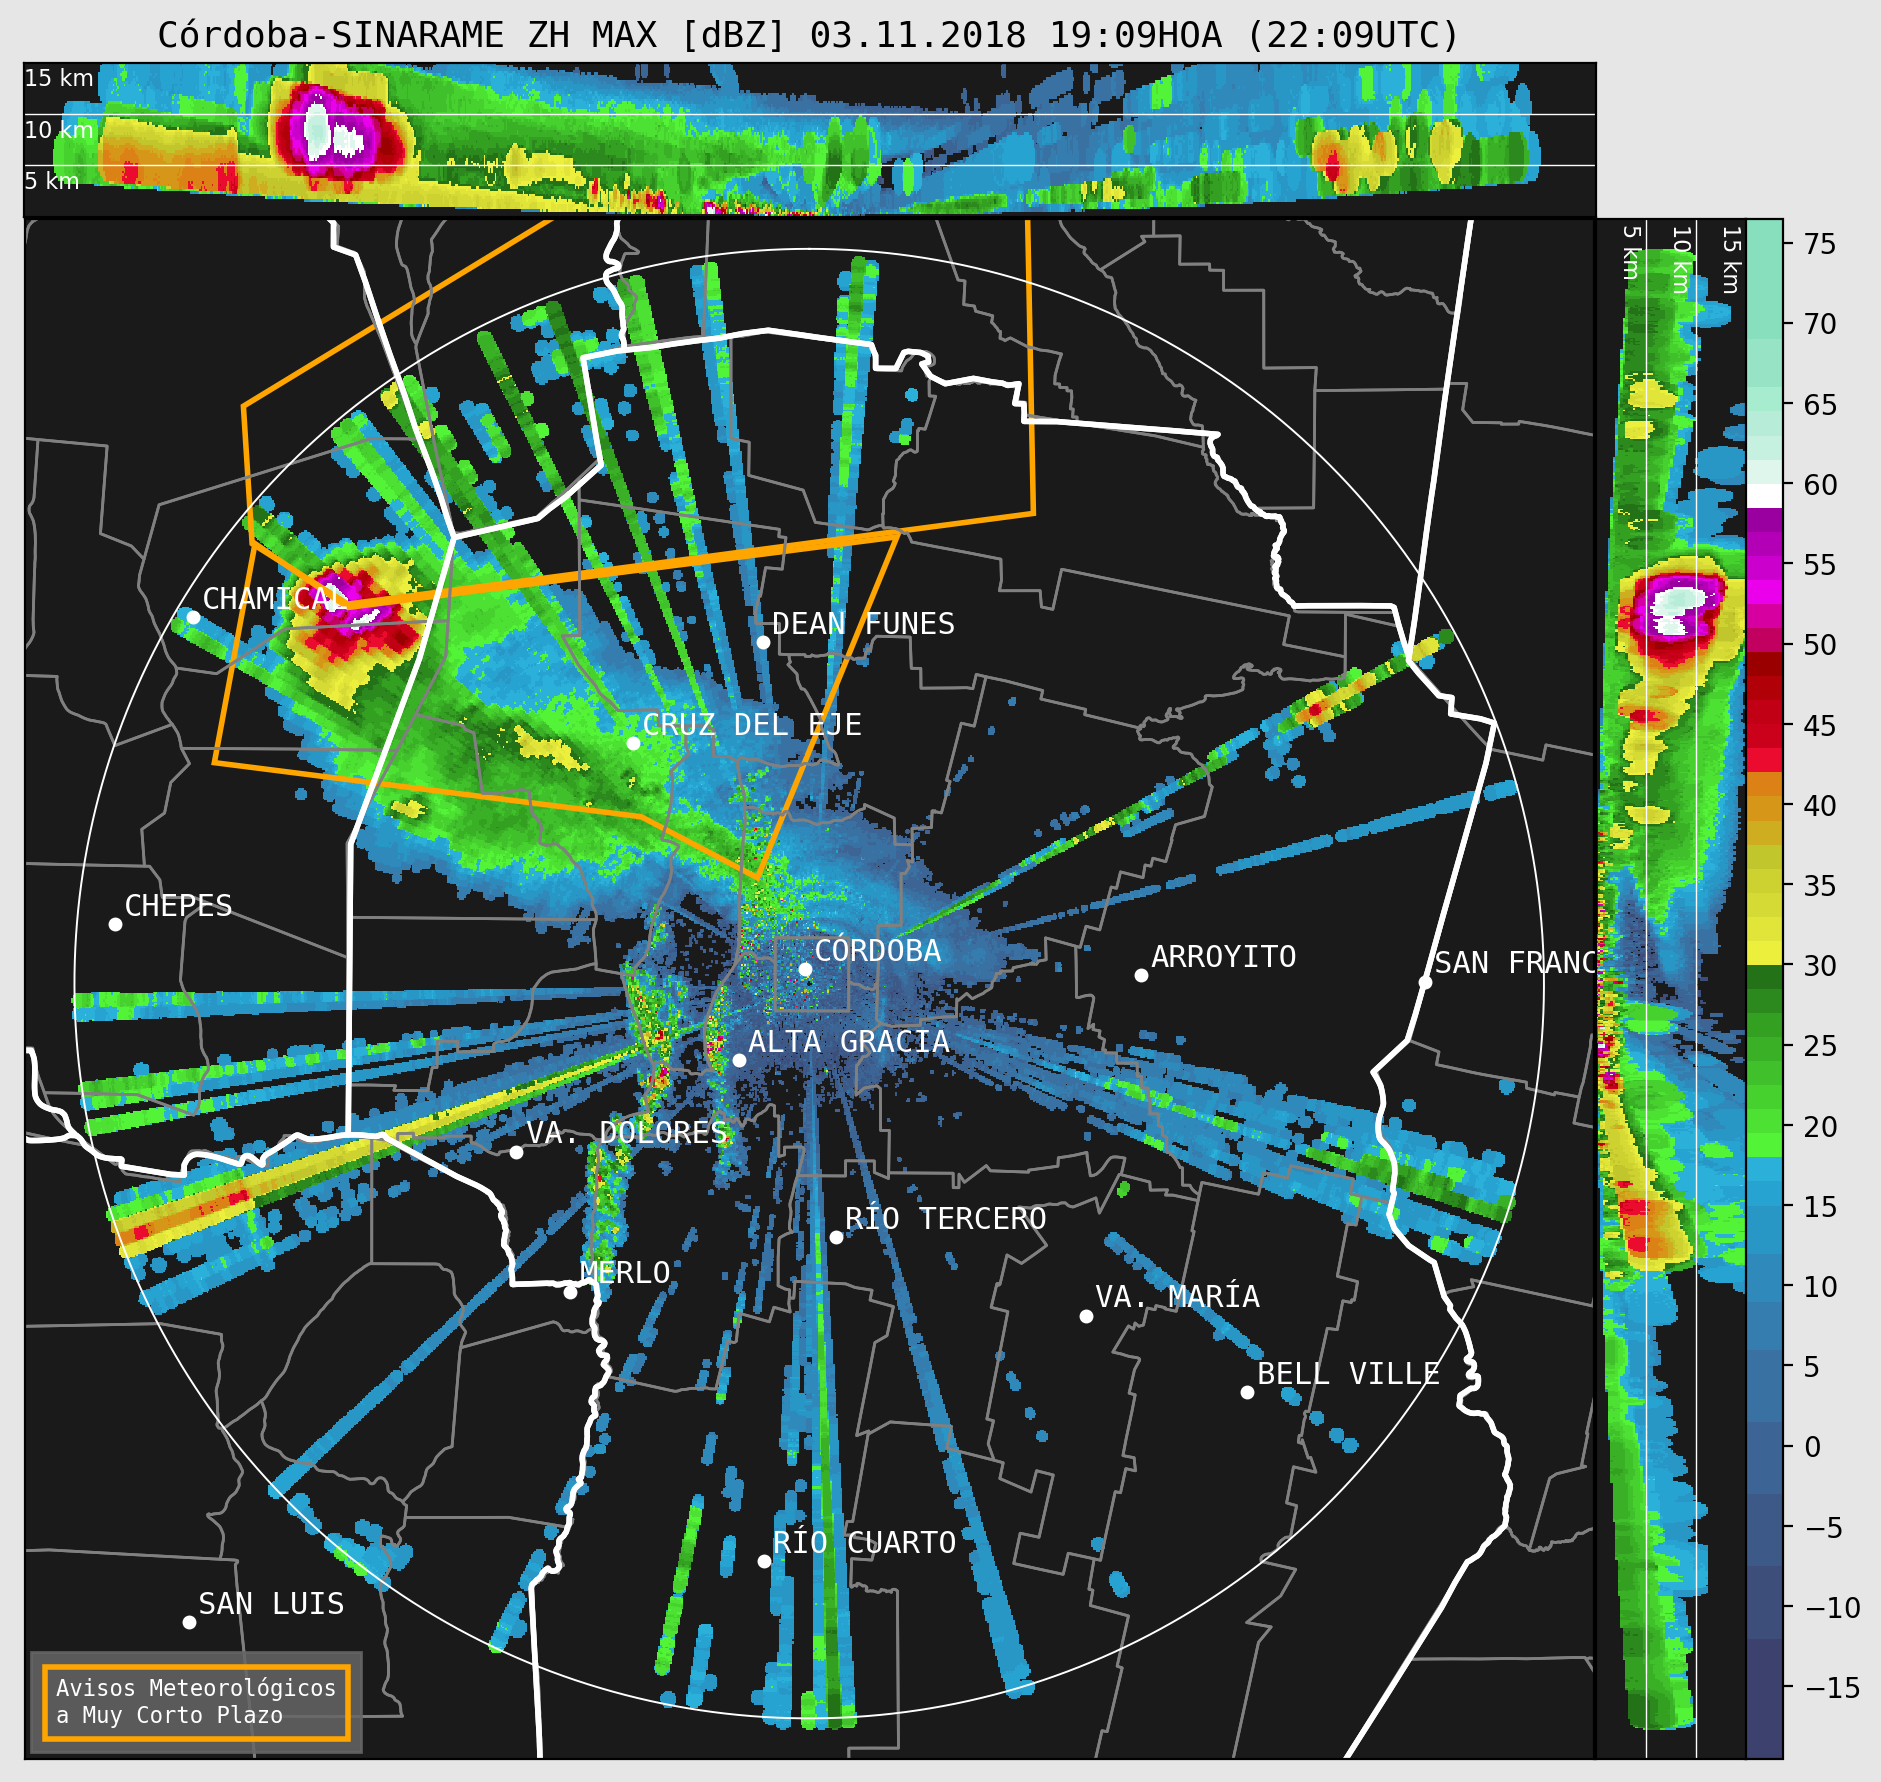 Córdoba-SINARAME ZH MAX [dBZ] 03.11.2018 19:09HOA (22:09UTC)
15 km
10 km
5 km
5 km
10 km
15 km
75
70
65
60
55
50
45
40
35
30
25
20
15
10
5
0
−5
−10
−15
CHAMICAL
DEAN FUNES
CRUZ DEL EJE
CHEPES
CÓRDOBA
ARROYITO
SAN FRANC
ALTA GRACIA
VA. DOLORES
RÍO TERCERO
MERLO
VA. MARÍA
BELL VILLE
RÍO CUARTO
SAN LUIS
Avisos Meteorológicos
a Muy Corto Plazo